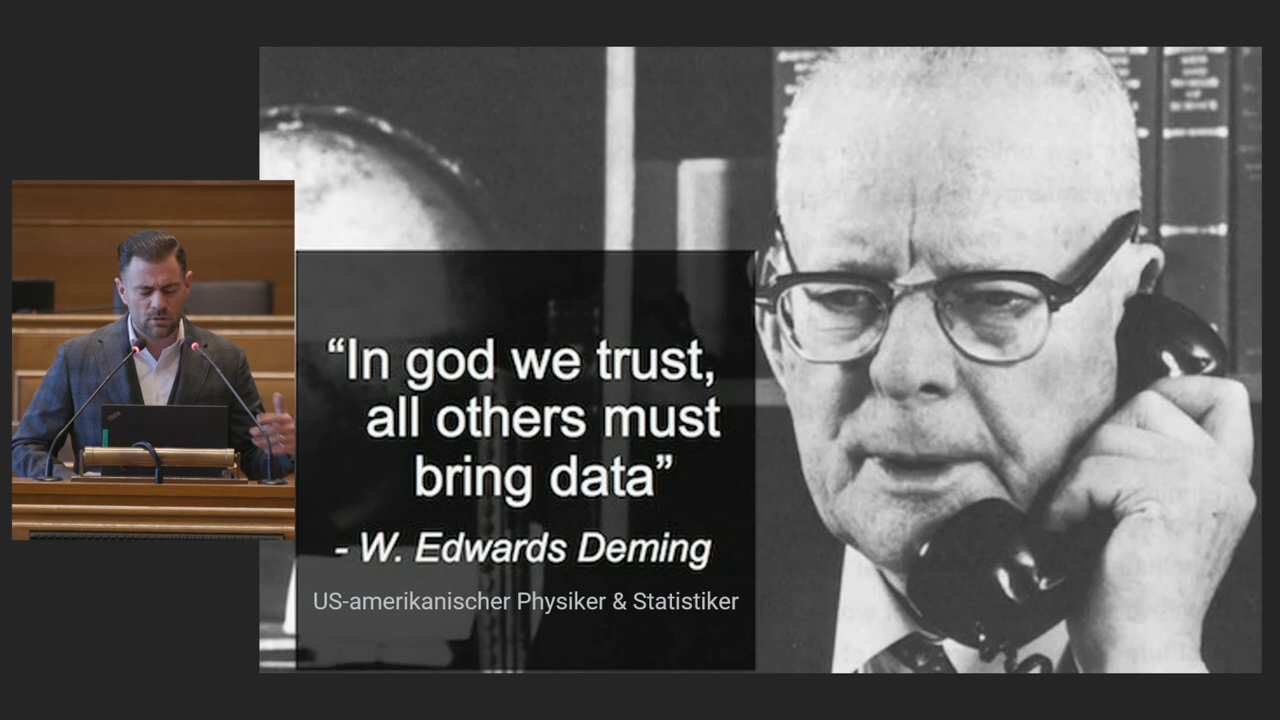 “In god we trust,
all others must
bring data”
- W. Edwards Deming
US-amerikanischer Physiker & Statistiker